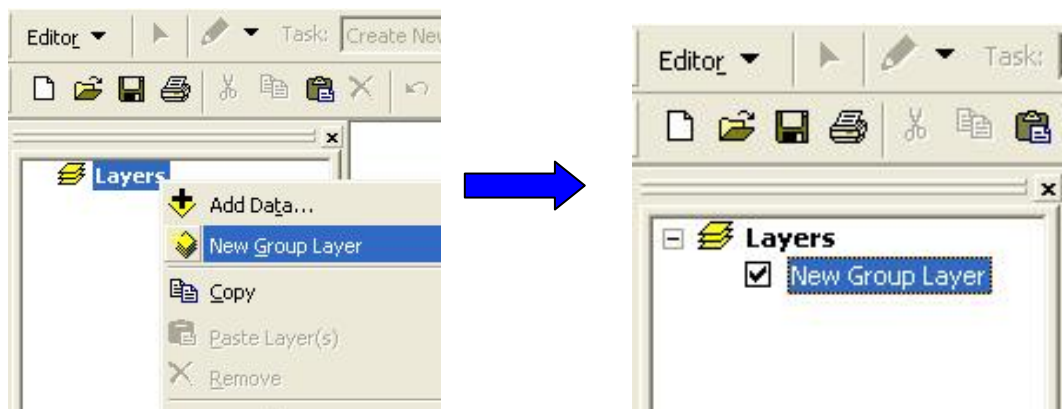 Editor Task: Create New
Layers
Add Data...
New Group Layer
Copy
Paste Layer(s)
Remove
Editor Task:
Layers
New Group Layer